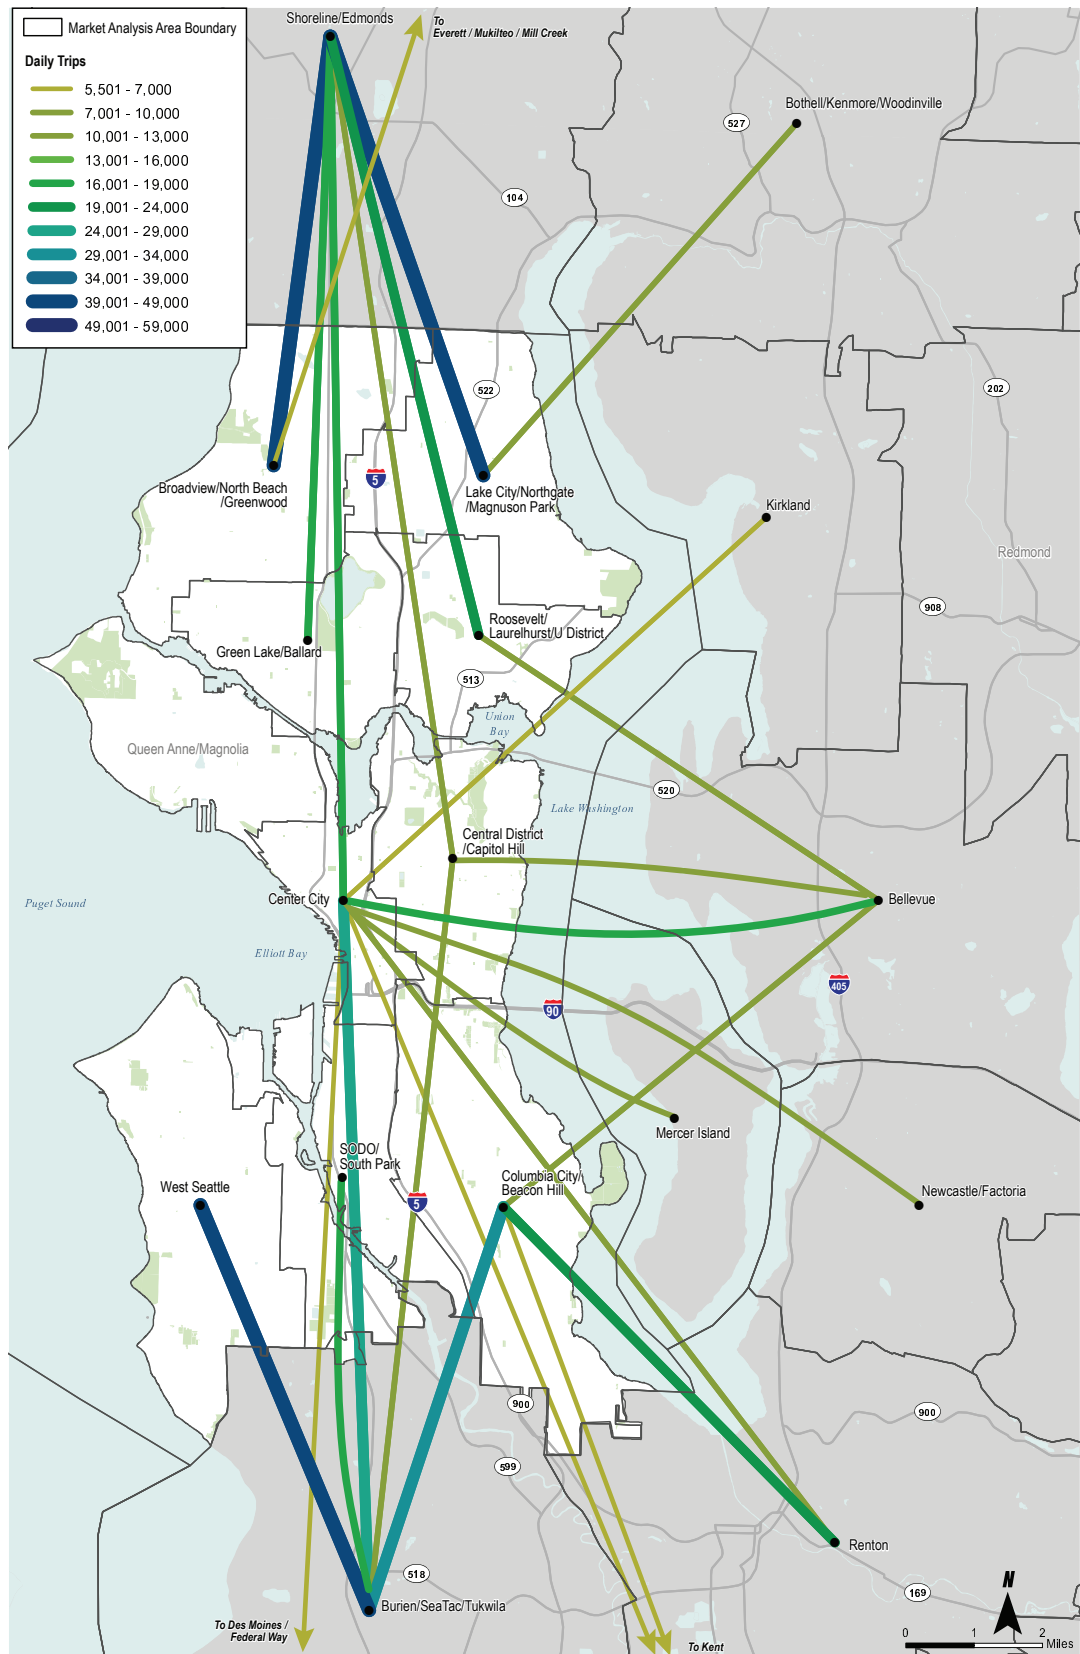 Market Analysis Area Boundary
Daily Trips
5,501 - 7,000
7,001 - 10,000
10,001 - 13,000
13,001 - 16,000
16,001 - 19,000
19,001 - 24,000
24,001 - 29,000
29,001 - 34,000
34,001 - 39,000
39,001 - 49,000
49,001 - 59,000
Shoreline/Edmonds
To
Everett / Mukilteo / Mill Creek
Bothell/Kenmore/Woodinville
527
104
522
202
Broadview/North Beach
/Greenwood
5
Lake City/Northgate
/Magnuson Park
Kirkland
Redmond
908
Roosevelt/
Laurelhurst/U District
Green Lake/Ballard
513
Union
Bay
Queen Anne/Magnolia
520
Lake Washington
Central District
/Capitol Hill
Center City
Bellevue
Puget Sound
Elliott Bay
405
90
Mercer Island
SODO/
South Park
West Seattle
Columbia City/
Beacon Hill
Newcastle/Factoria
5
900
900
599
Renton
518
169
Burien/SeaTac/Tukwila
To Des Moines /
Federal Way
To Kent
N
0 1 2
Miles